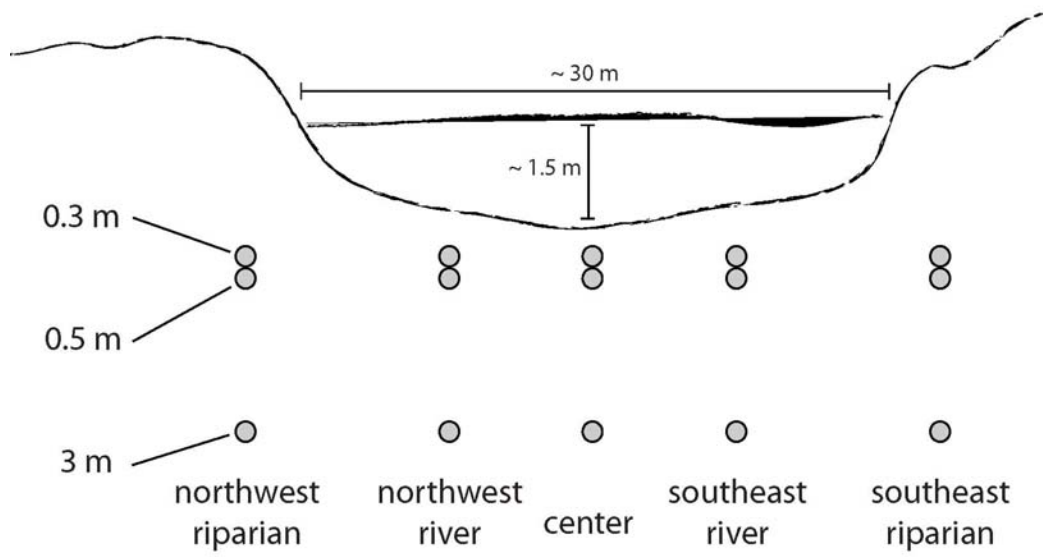 ~ 30 m
~ 1.5 m
0.3 m
0.5 m
3 m
northwest
riparian
northwest
river
center
southeast
river
southeast
riparian